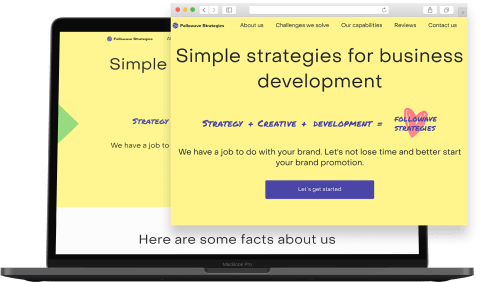 Followave Strategies
About us
Challenges we solve
Our capabilities
Reviews
Contact us
Simple strategies for business
development
Strategy + Creative + development =
Followave
Strategies
We have a job to do with your brand. Let's not lose time and better start
your brand promotion.
Let's get started
Followave Strategies
Simple
Strategy
We have a job to do
Here are some facts about us
MacBook Pro